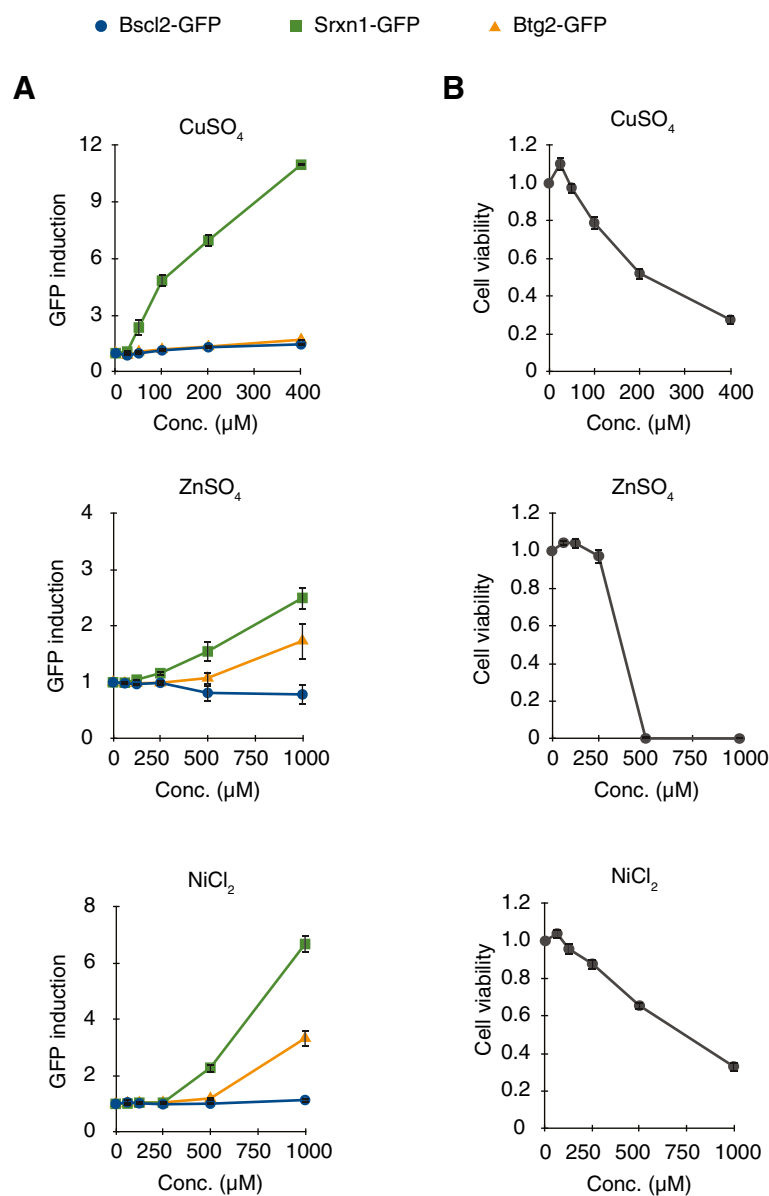 Bscl2-GFP Srxn1-GFP Btg2-GFP
A
CuSO₄
GFP induction
12
9
6
3
0
0 100 200 300 400
Conc. (µM)
B
CuSO₄
Cell viability
1.2
1.0
0.8
0.6
0.4
0.2
0
0 100 200 300 400
Conc. (µM)
ZnSO₄
GFP induction
4
3
2
1
0
0 250 500 750 1000
Conc. (µM)
ZnSO₄
Cell viability
1.2
1.0
0.8
0.6
0.4
0.2
0
0 250 500 750 1000
Conc. (µM)
NiCl₂
GFP induction
8
6
4
2
0
0 250 500 750 1000
Conc. (µM)
NiCl₂
Cell viability
1.2
1.0
0.8
0.6
0.4
0.2
0
0 250 500 750 1000
Conc. (µM)